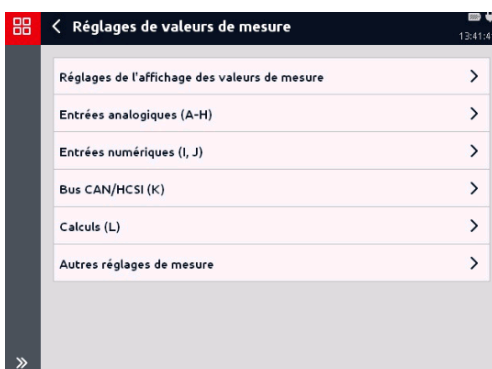 Réglages de valeurs de mesure
13:41:4
Réglages de l'affichage des valeurs de mesure
Entrées analogiques (A-H)
Entrées numériques (I, J)
Bus CAN/HCSI (K)
Calculs (L)
Autres réglages de mesure